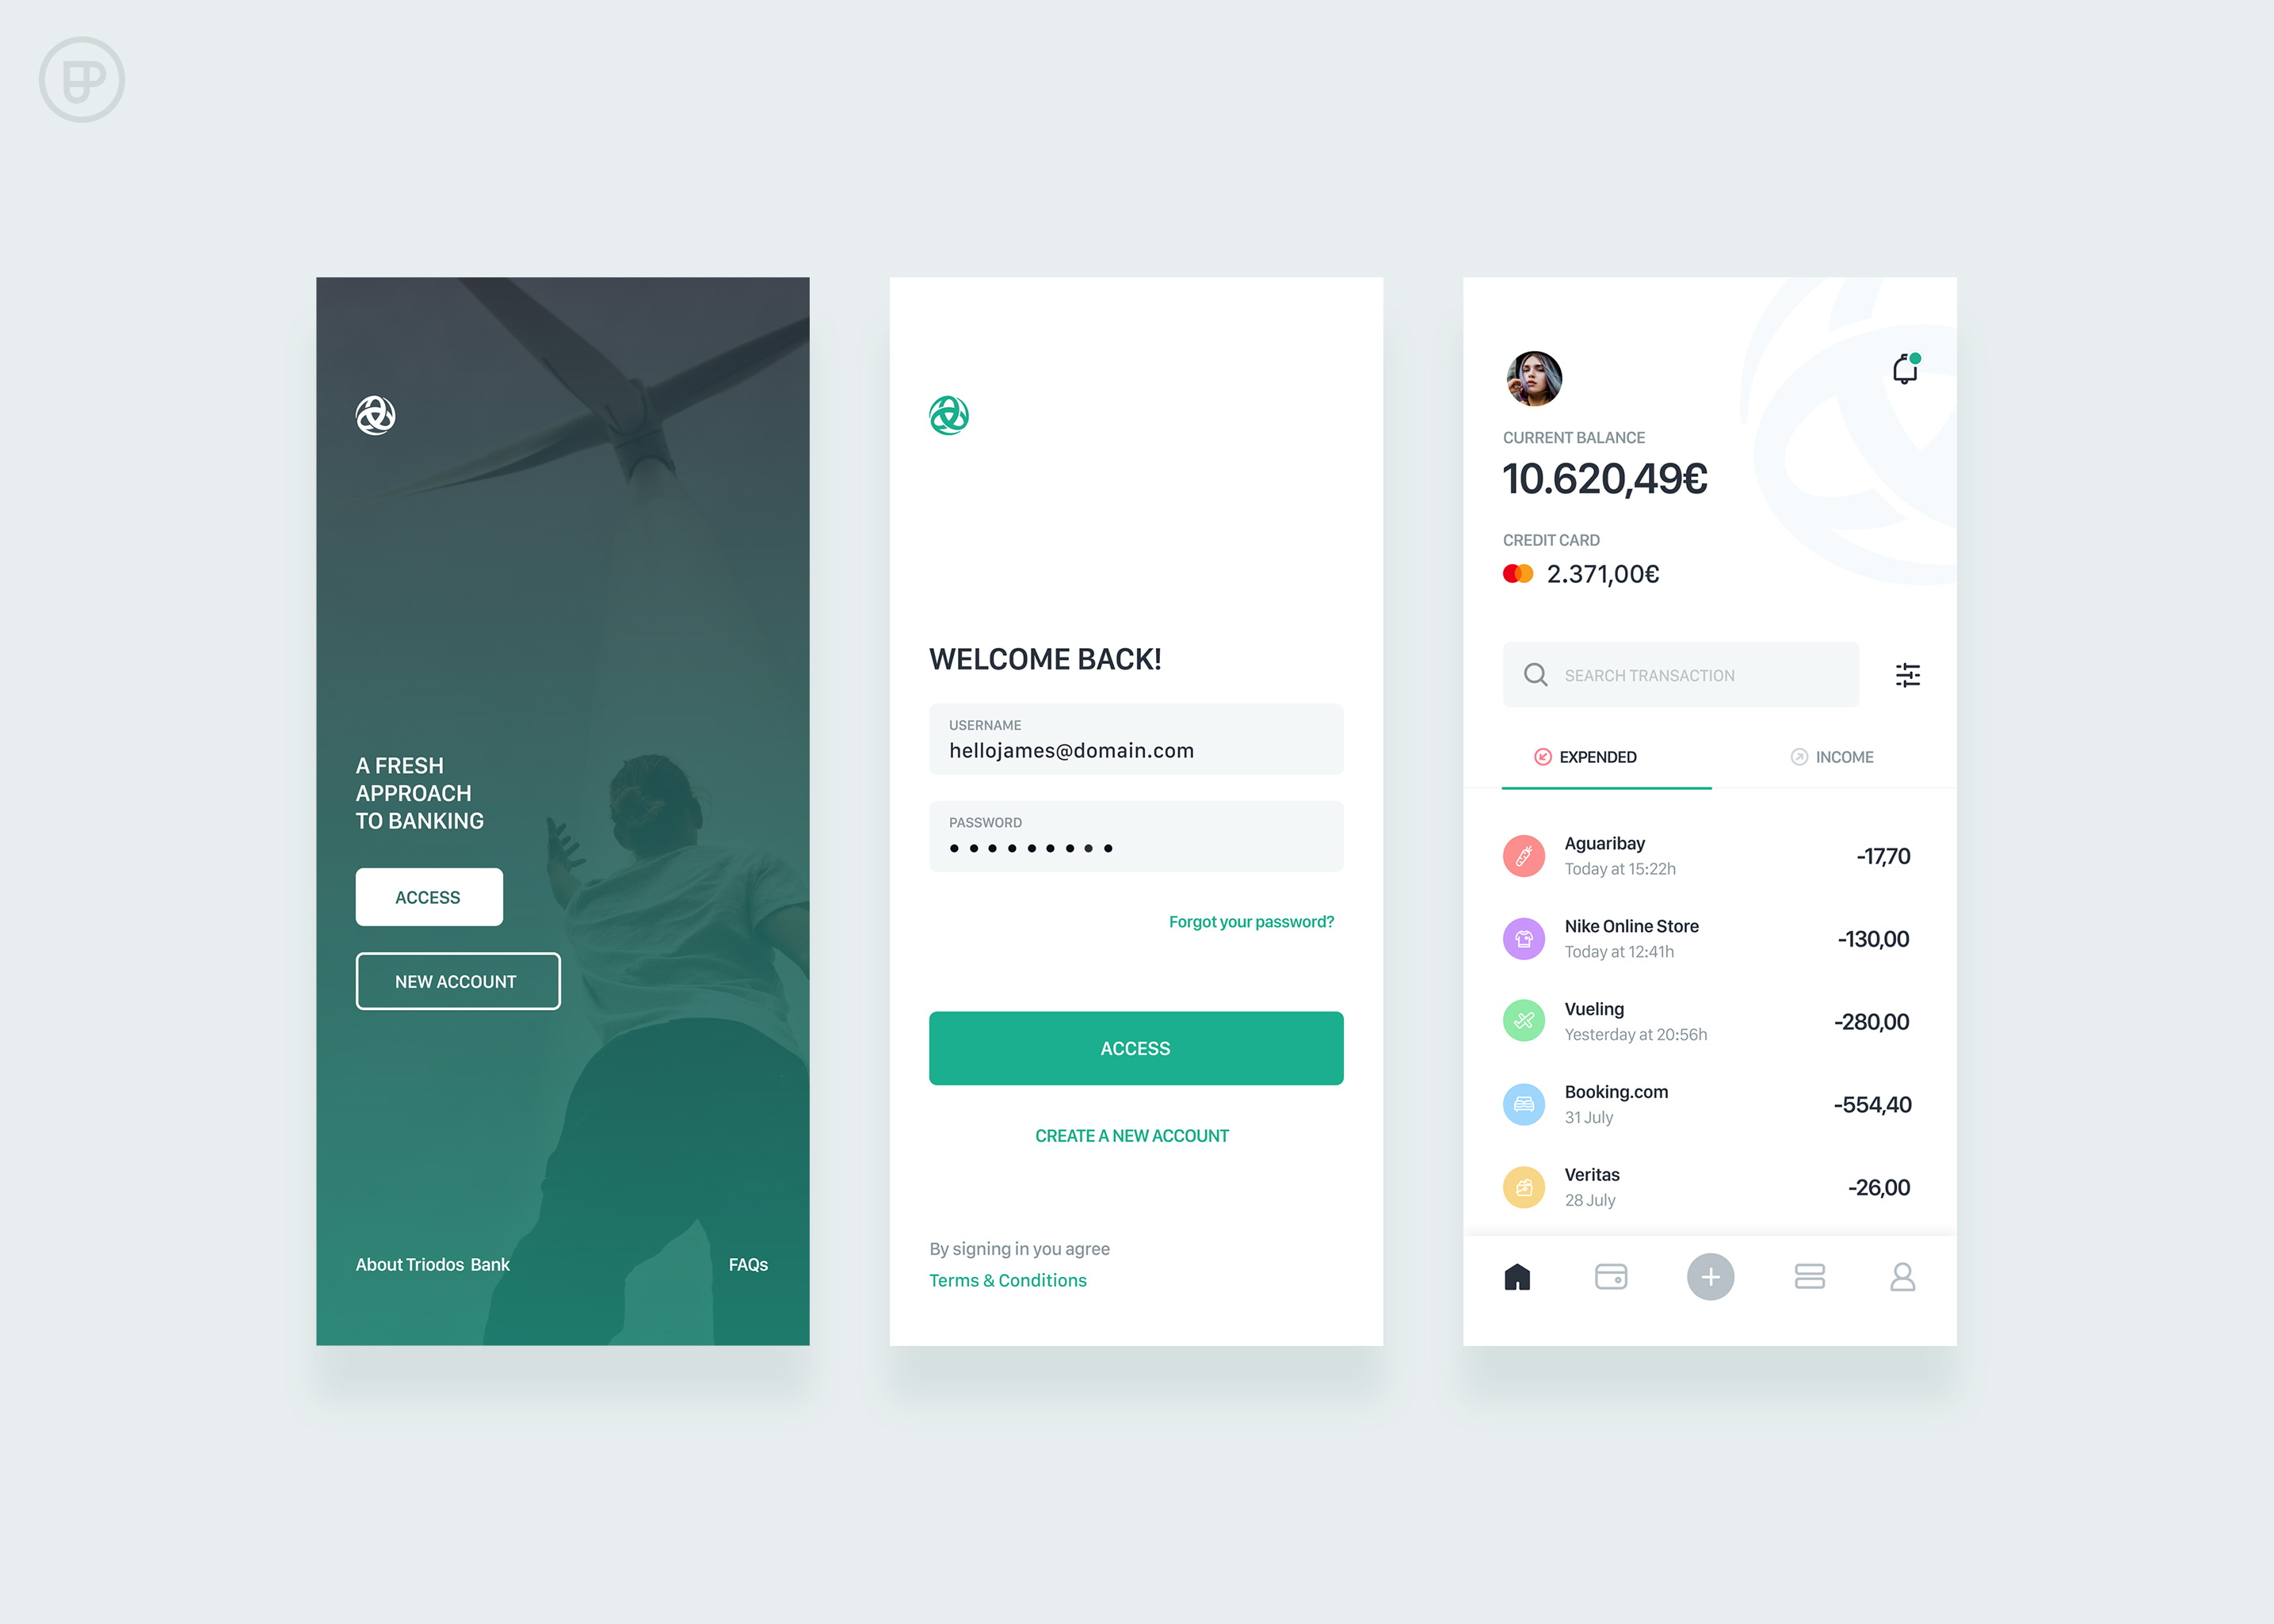 A FRESH
APPROACH
TO BANKING
ACCESS
NEW ACCOUNT
About Triodos Bank
FAQs
WELCOME BACK!
USERNAME
hellojames@domain.com
PASSWORD
Forgot your password?
ACCESS
CREATE A NEW ACCOUNT
By signing in you agree
Terms & Conditions
CURRENT BALANCE
10.620,49€
CREDIT CARD
2.371,00€
SEARCH TRANSACTION
EXPENDED
INCOME
Aguaribay
-17,70
Today at 15:22h
Nike Online Store
-130,00
Today at 12:41h
Vueling
-280,00
Yesterday at 20:56h
Booking.com
-554,40
31 July
Veritas
-26,00
28 July